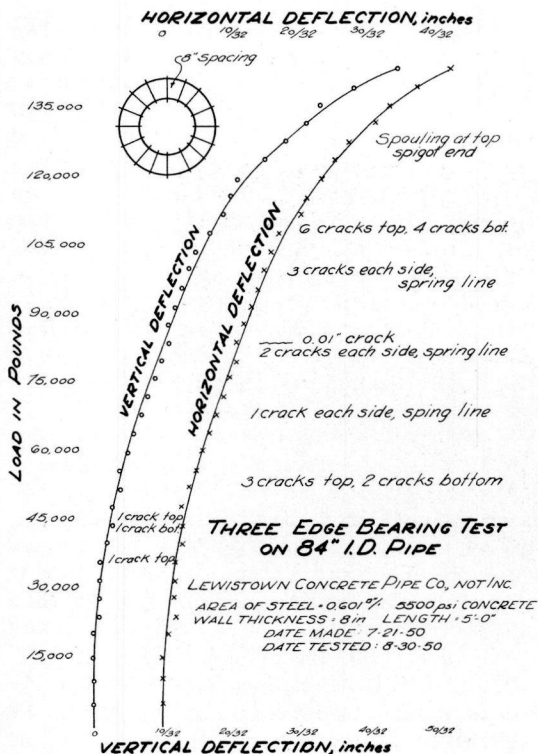 HORIZONTAL DEFLECTION, inches
0 10/32 20/32 30/32 40/32
8" spacing
135,000
Spauling at top
spigot end
120,000
6 cracks top, 4 cracks bot.
105,000
3 cracks each side,
spring line
VERTICAL DEFLECTION
HORIZONTAL DEFLECTION
90,000
0.01" crack
2 cracks each side, spring line
LOAD IN POUNDS
75,000
1 crack each side, sping line
60,000
3 cracks top, 2 cracks bottom
45,000
1 crack top
1 crack bot.
THREE EDGE BEARING TEST
ON 84" I.D. PIPE
1 crack top
30,000
LEWISTOWN CONCRETE PIPE CO., NOT INC.
AREA OF STEEL = 0.601 5500 psi CONCRETE
WALL THICKNESS = 8 in LENGTH = 5'-0"
DATE MADE: 7-21-50
15,000
DATE TESTED: 8-30-50
0 10/32 20/32 30/32 40/32 50/32
VERTICAL DEFLECTION, inches